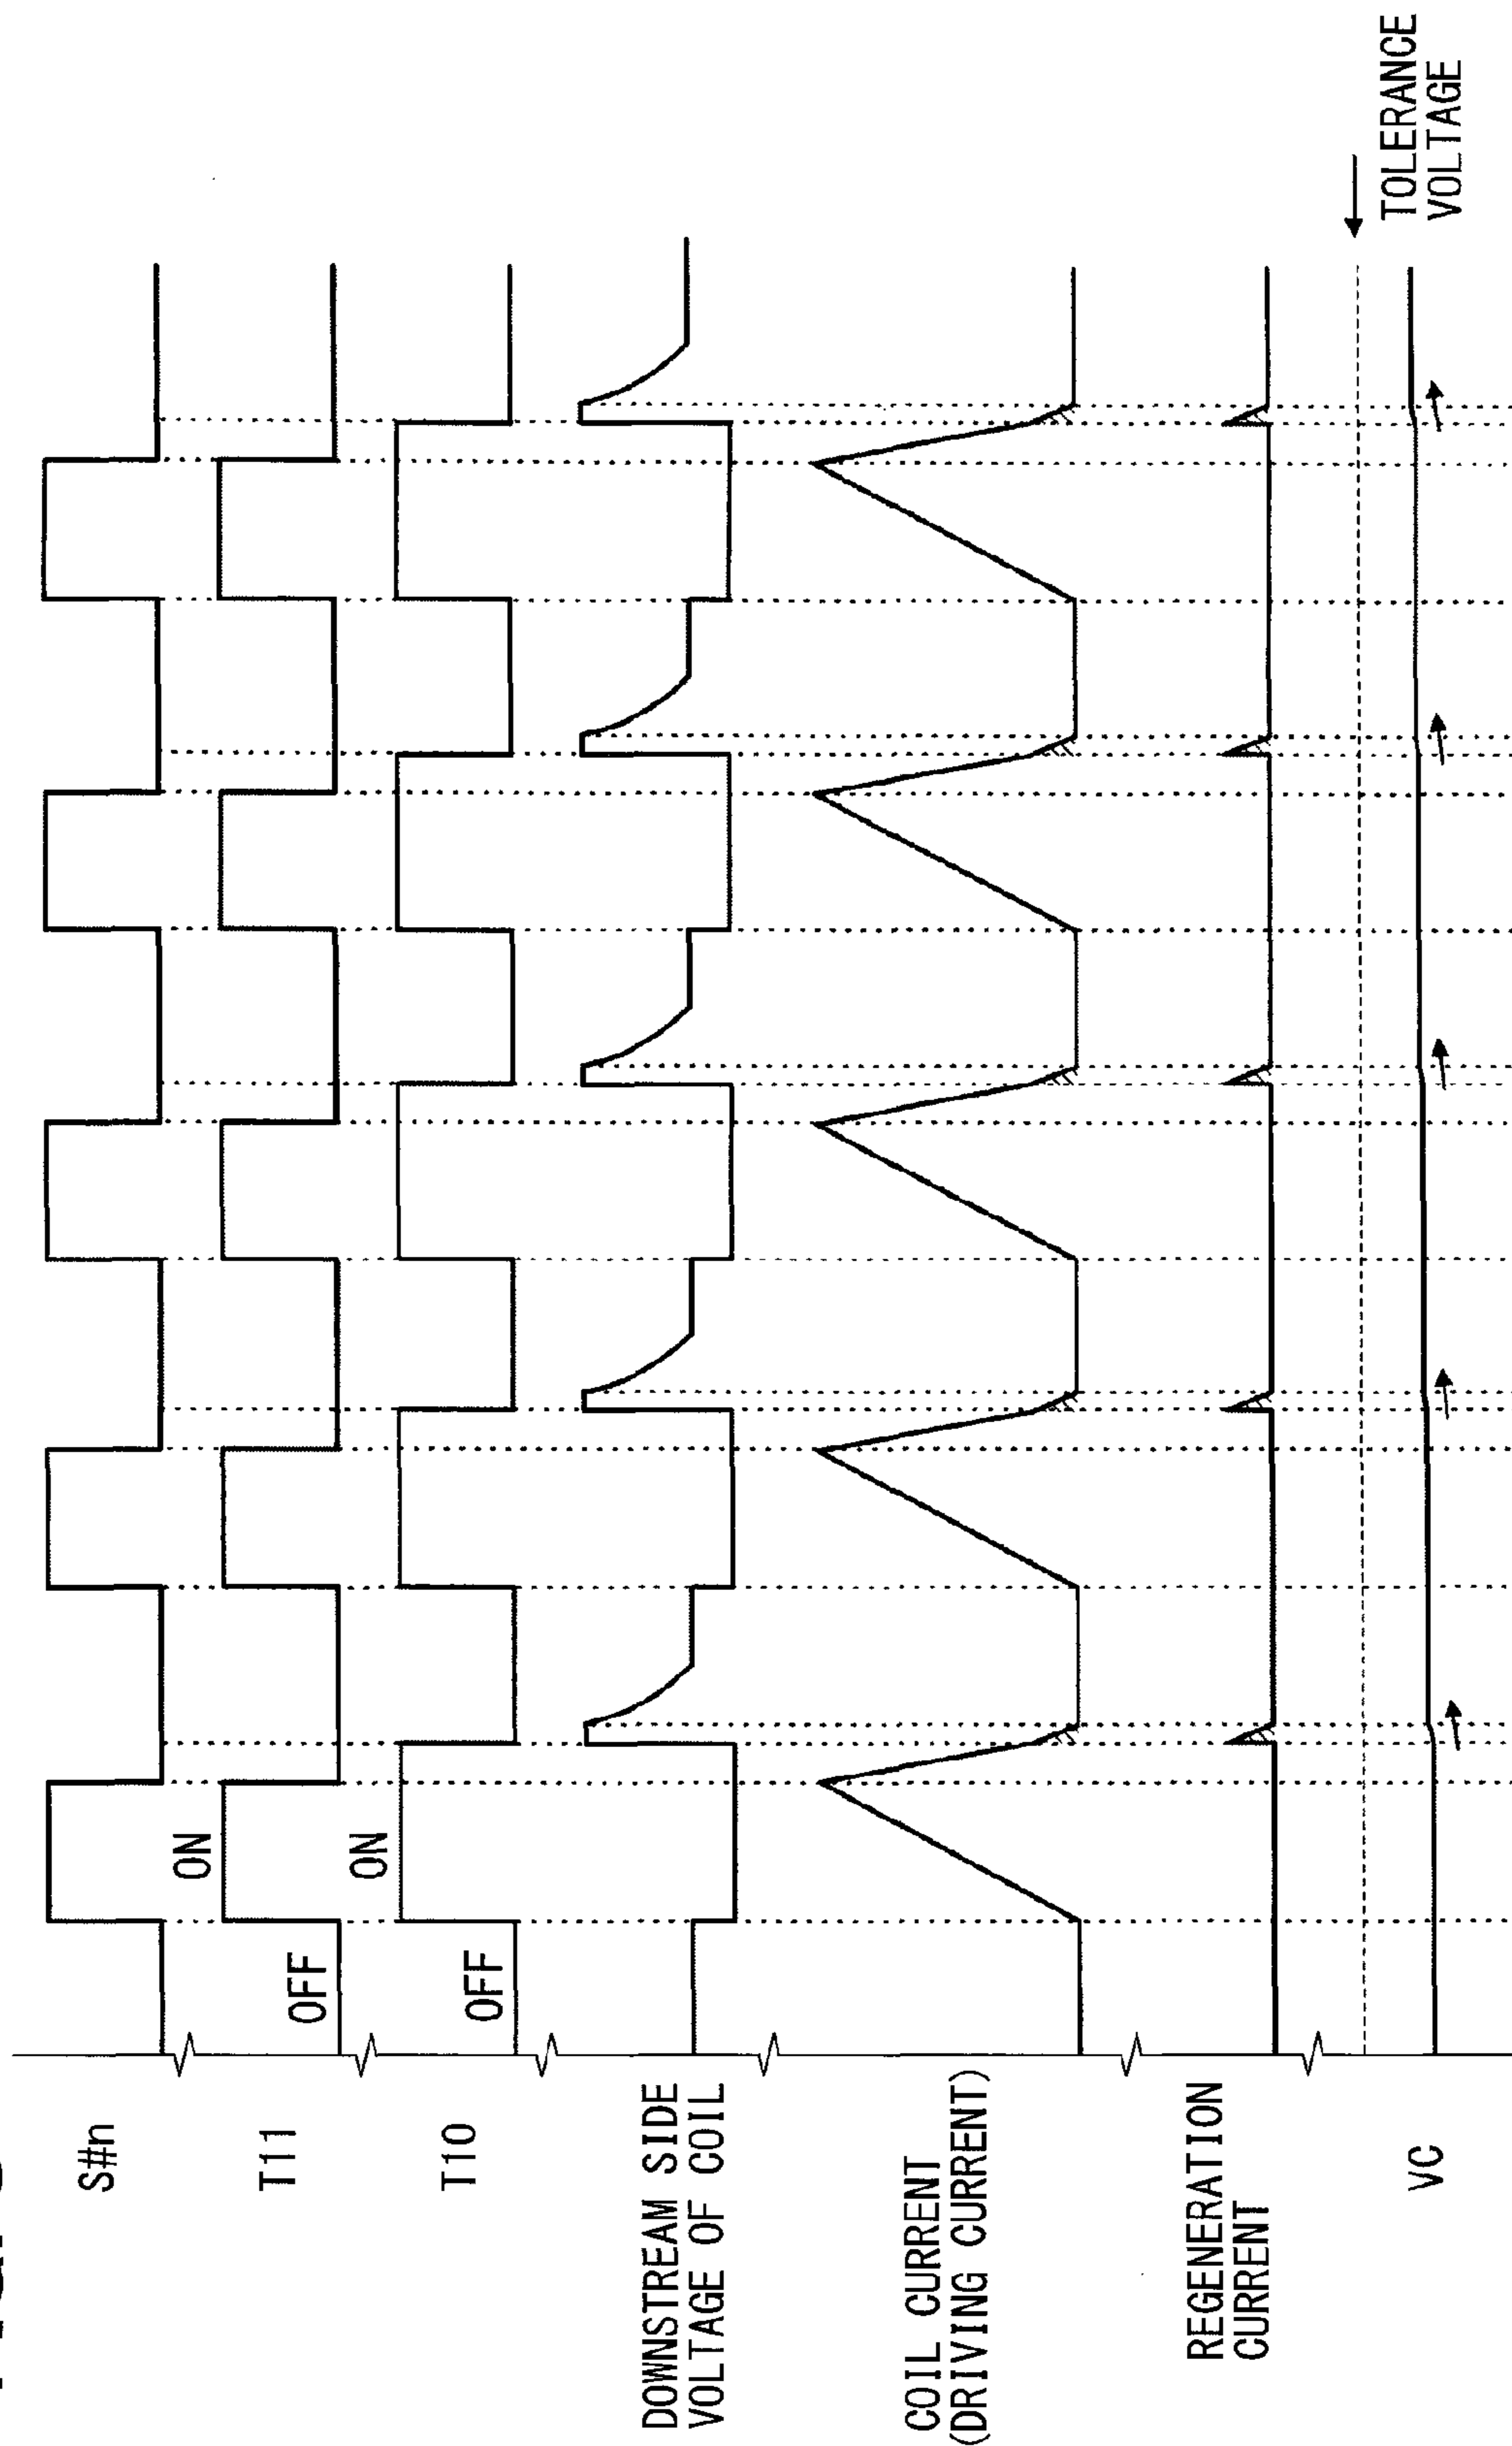 S#n
T11
ON
OFF
T10
ON
OFF
DOWNSTREAM SIDE
VOLTAGE OF COIL
COIL CURRENT
(DRIVING CURRENT)
REGENERATION
CURRENT
VC
TOLERANCE
VOLTAGE